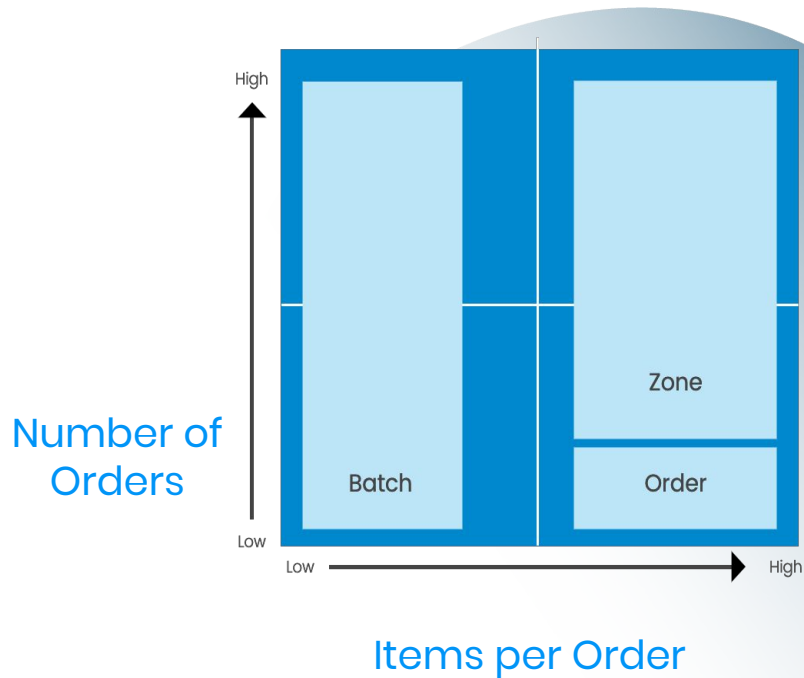 High
Zone
Number of
Orders
Batch
Order
Low
Low
High
Items per Order